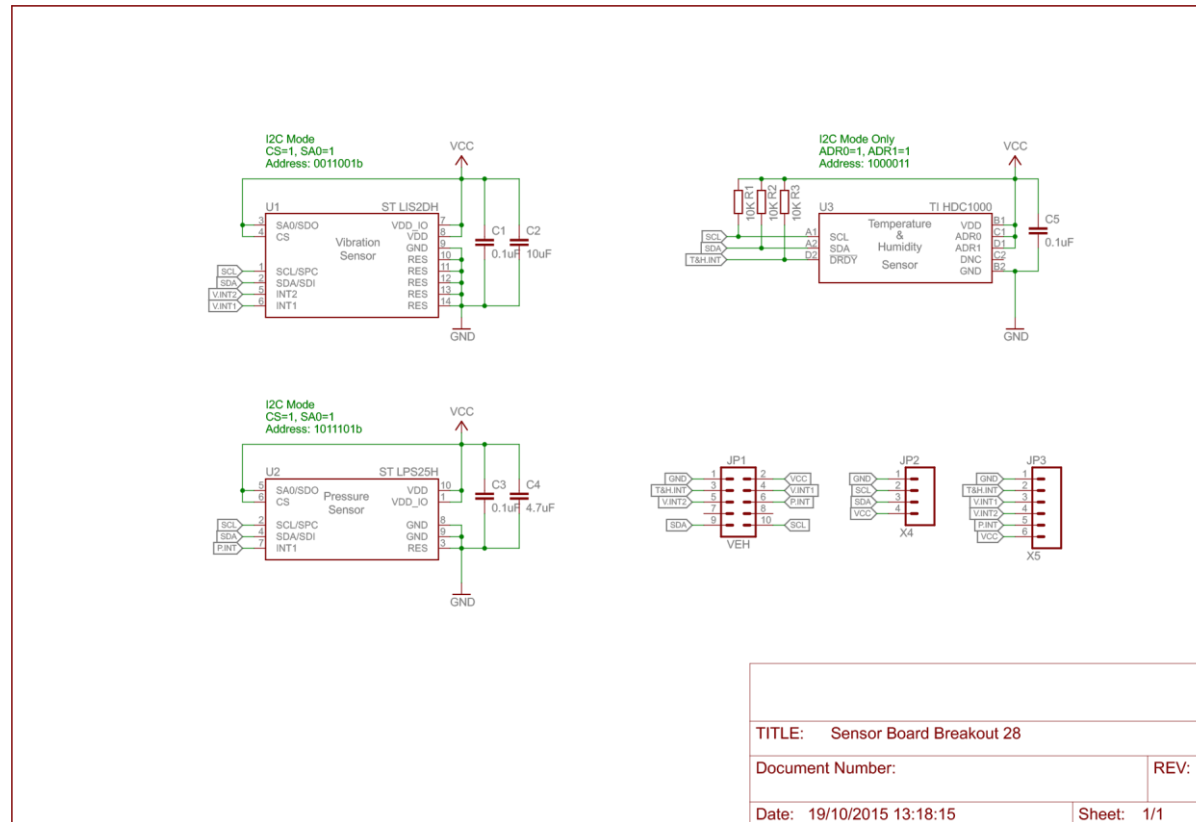 I2C Mode
CS=1, SA0=1
Address: 0011001b
VCC
U1
ST LIS2DH
Vibration
Sensor
3 SA0/SDO
4 CS
SCL 1 SCL/SPC
SDA 2 SDA/SDI
V.INT2 5 INT2
V.INT1 6 INT1
VDD_IO 7
VDD 8
GND 9
RES 10
RES 11
RES 12
RES 13
RES 14
C1
0.1uF
C2
10uF
GND
I2C Mode Only
ADR0=1, ADR1=1
Address: 1000011
VCC
10K R1
10K R2
10K R3
U3
TI HDC1000
Temperature
&
Humidity
Sensor
SCL A1 SCL
SDA A2 SDA
T&H.INT D2 DRDY
VDD B1
ADR0 C1
ADR1 D1
DNC C2
GND B2
C5
0.1uF
GND
I2C Mode
CS=1, SA0=1
Address: 1011101b
VCC
U2
ST LPS25H
Pressure
Sensor
5 SA0/SDO
6 CS
SCL 2 SCL/SPC
SDA 4 SDA/SDI
P.INT 7 INT1
VDD 10
VDD_IO 1
GND 8
GND 9
RES 3
C3
0.1uF
C4
4.7uF
GND
JP1
GND 1 2 VCC
T&H.INT 3 4 V.INT1
V.INT2 5 6 P.INT
7 8
SDA 9 10 SCL
VEH
JP2
GND 1
SCL 2
SDA 3
VCC 4
X4
JP3
GND 1
T&H.INT 2
V.INT1 3
V.INT2 4
P.INT 5
VCC 6
X5
TITLE: Sensor Board Breakout 28
Document Number:
REV:
Date: 19/10/2015 13:18:15
Sheet: 1/1